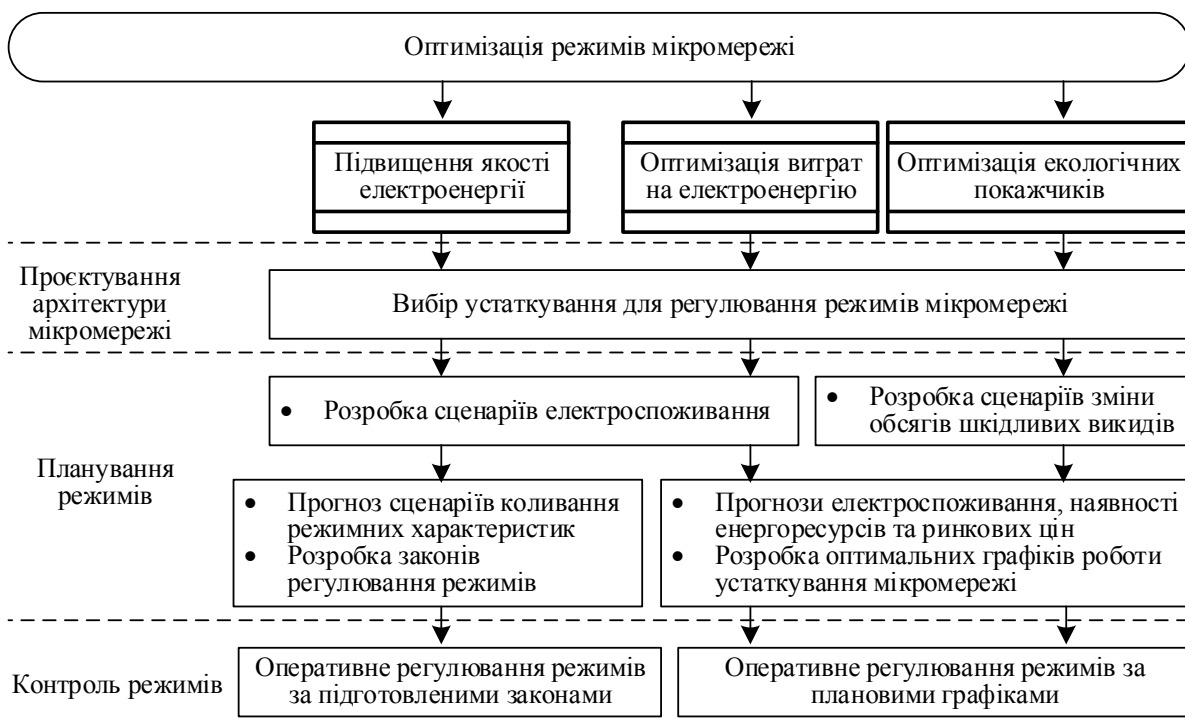 Оптимізація режимів мікромережі
Підвищення якості
електроенергії
Оптимізація витрат
на електроенергію
Оптимізація екологічних
покажчиків
Проєктування
архітектури
мікромережі
Вибір устаткування для регулювання режимів мікромережі
Планування
режимів
• Розробка сценаріїв електроспоживання
• Розробка сценаріїв зміни
обсягів шкідливих викидів
• Прогноз сценаріїв коливання
режимних характеристик
• Розробка законів
регулювання режимів
• Прогнози електроспоживання, наявності
енергоресурсів та ринкових цін
• Розробка оптимальних графіків роботи
устаткування мікромережі
Контроль режимів
Оперативне регулювання режимів
за підготовленими законами
Оперативне регулювання режимів за
плановими графіками